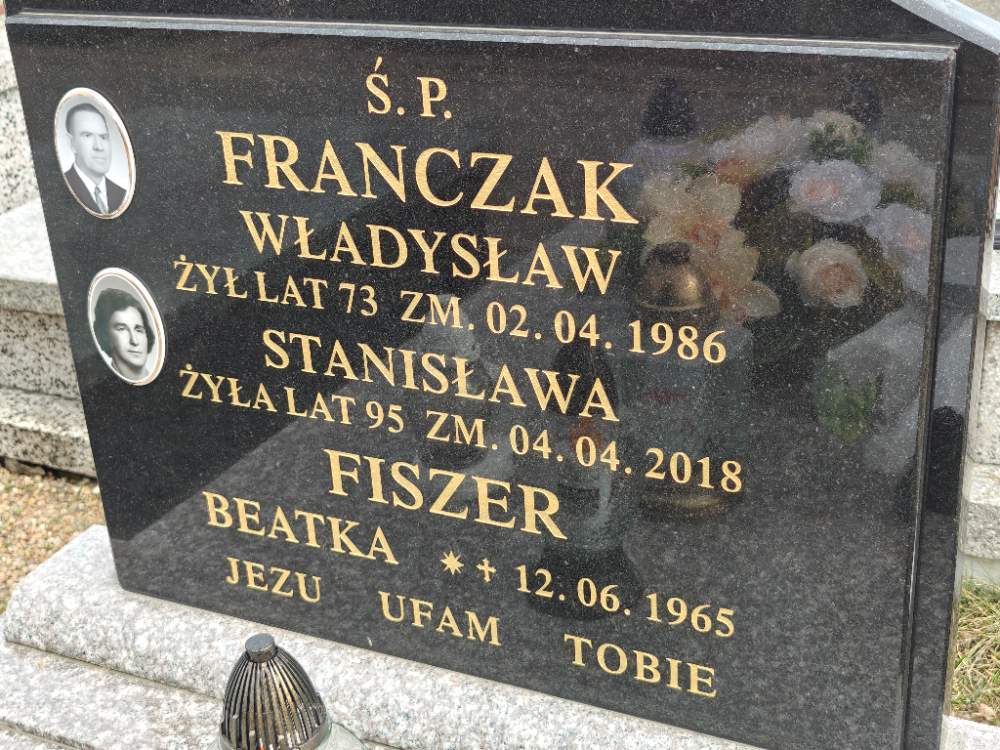 Ś. P.
FRANCZAK
WŁADYSŁAW
ŻYŁ LAT 73 ZM. 02. 04. 1986
STANISŁAWA
ŻYŁA LAT 95 ZM. 04. 04. 2018
FISZER
BEATKA ✴ ✝ 12. 06. 1965
JEZU UFAM TOBIE